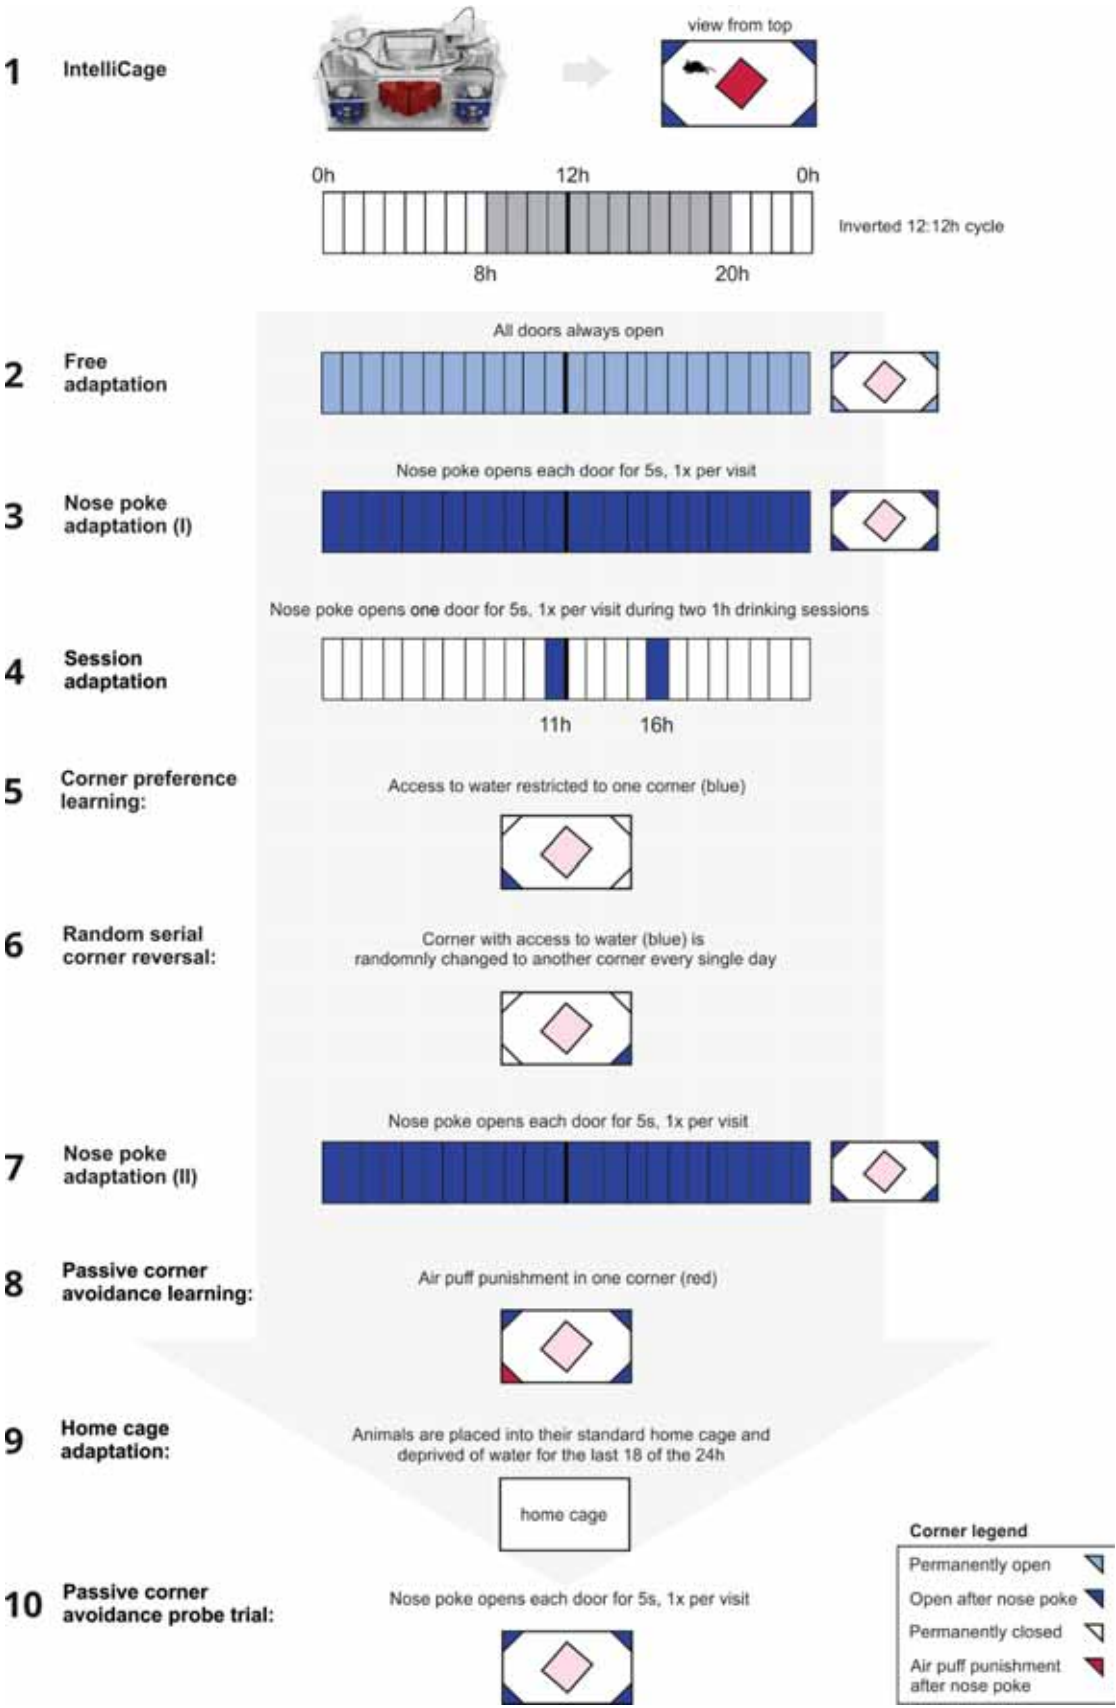 1 IntelliCage
view from top
0h 12h 0h
Inverted 12:12h cycle
8h 20h
All doors always open
2 Free
adaptation
Nose poke opens each door for 5s, 1x per visit
3 Nose poke
adaptation (I)
Nose poke opens one door for 5s, 1x per visit during two 1h drinking sessions
4 Session
adaptation
11h 16h
5 Corner preference
learning:
Access to water restricted to one corner (blue)
6 Random serial
corner reversal:
Corner with access to water (blue) is
randomnly changed to another corner every single day
Nose poke opens each door for 5s, 1x per visit
7 Nose poke
adaptation (II)
8 Passive corner
avoidance learning:
Air puff punishment in one corner (red)
9 Home cage
adaptation:
Animals are placed into their standard home cage and
deprived of water for the last 18 of the 24h
home cage
10 Passive corner
avoidance probe trial:
Nose poke opens each door for 5s, 1x per visit
Corner legend
Permanently open
Open after nose poke
Permanently closed
Air puff punishment
after nose poke